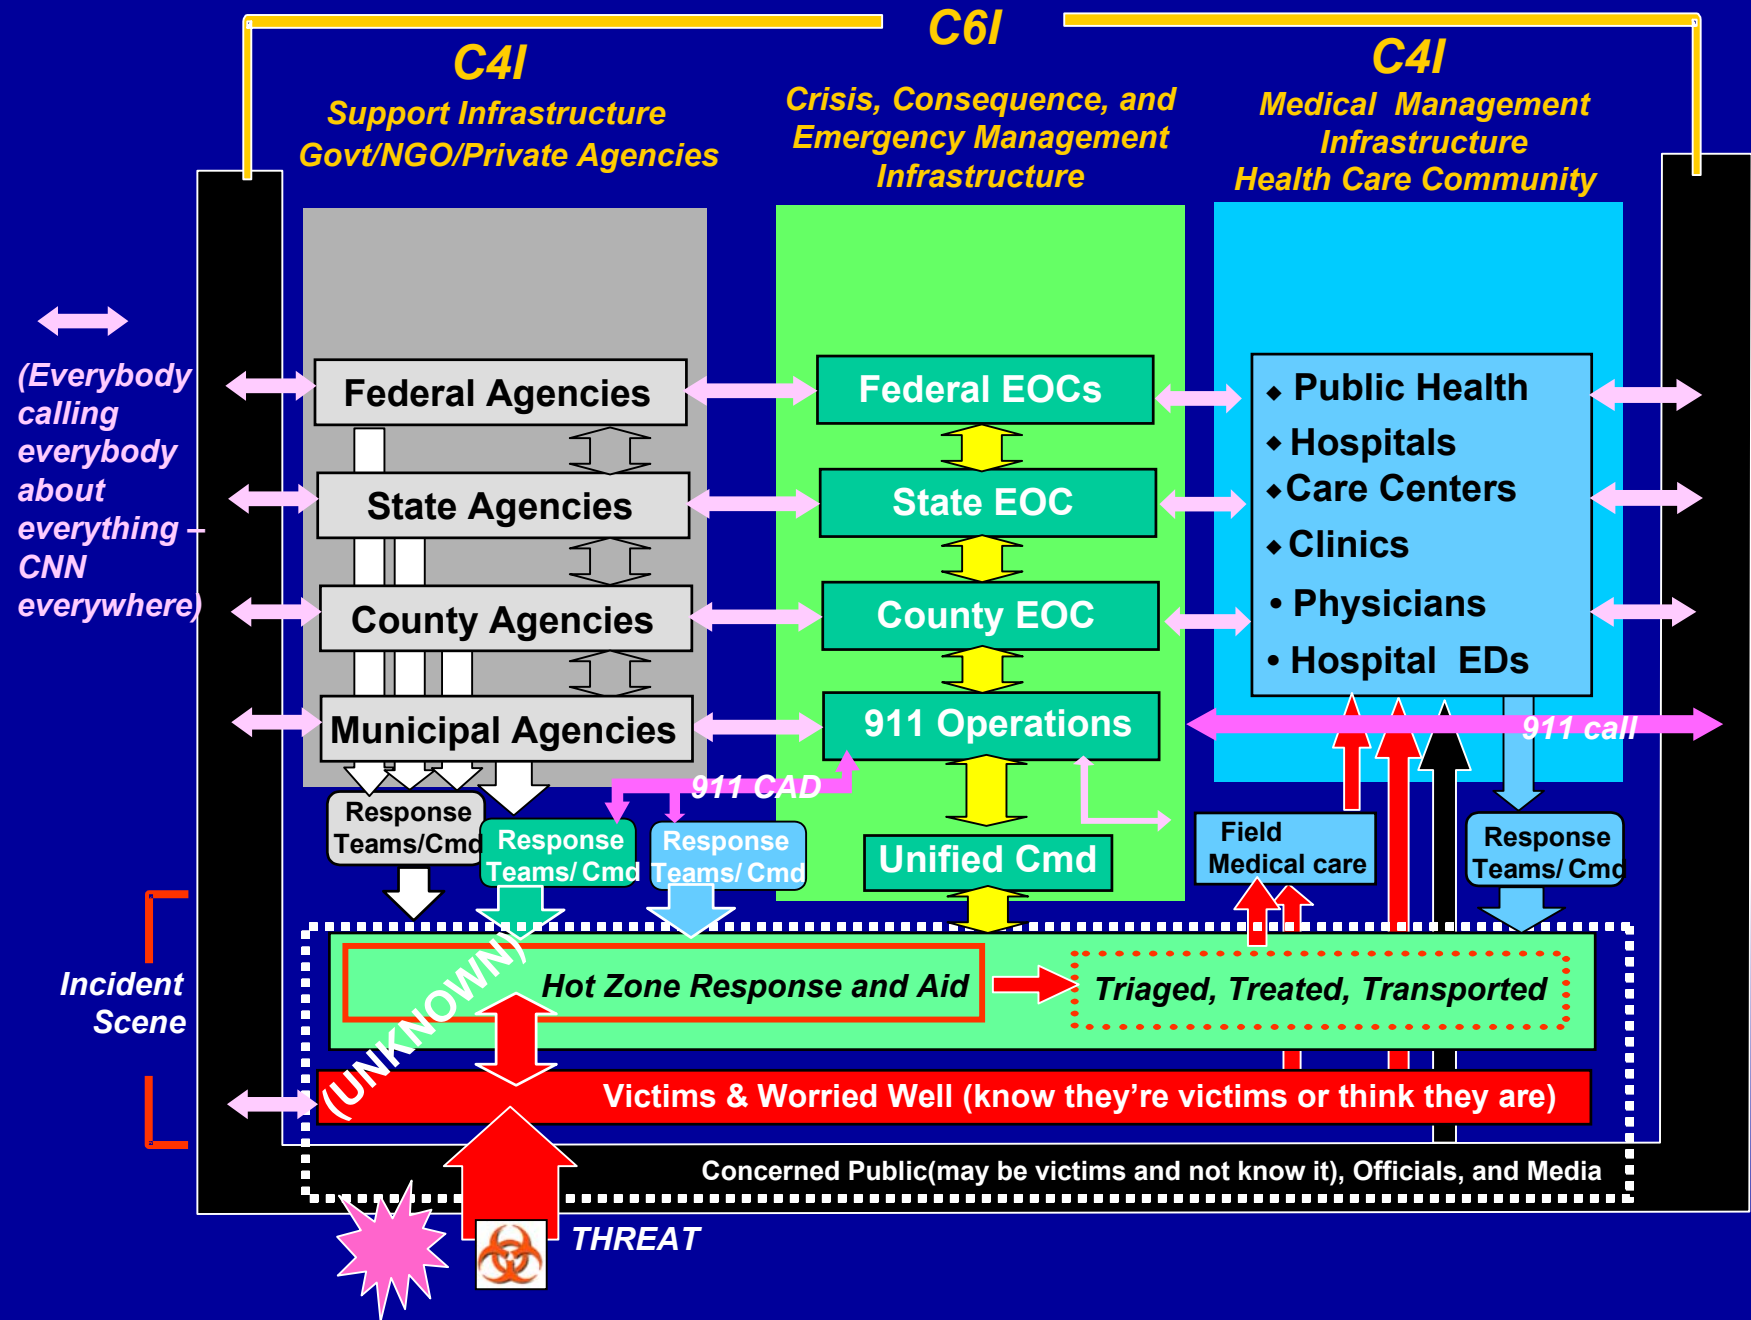 C6I
C4I
Support Infrastructure
Govt/NGO/Private Agencies
Crisis, Consequence, and
Emergency Management
Infrastructure
C4I
Medical Management
Infrastructure
Health Care Community
(Everybody
calling
everybody
about
everything –
CNN
everywhere)
Federal Agencies
State Agencies
County Agencies
Municipal Agencies
Federal EOCs
State EOC
County EOC
911 Operations
◆ Public Health
◆ Hospitals
◆ Care Centers
◆ Clinics
• Physicians
• Hospital EDs
911 call
911 CAD
Response
Teams/Cmd
Response
Teams/ Cmd
Response
Teams/ Cmd
Unified Cmd
Field
Medical care
Response
Teams/ Cmd
Incident
Scene
(UNKNOWN)
Hot Zone Response and Aid
Triaged, Treated, Transported
Victims & Worried Well (know they’re victims or think they are)
Concerned Public(may be victims and not know it), Officials, and Media
THREAT